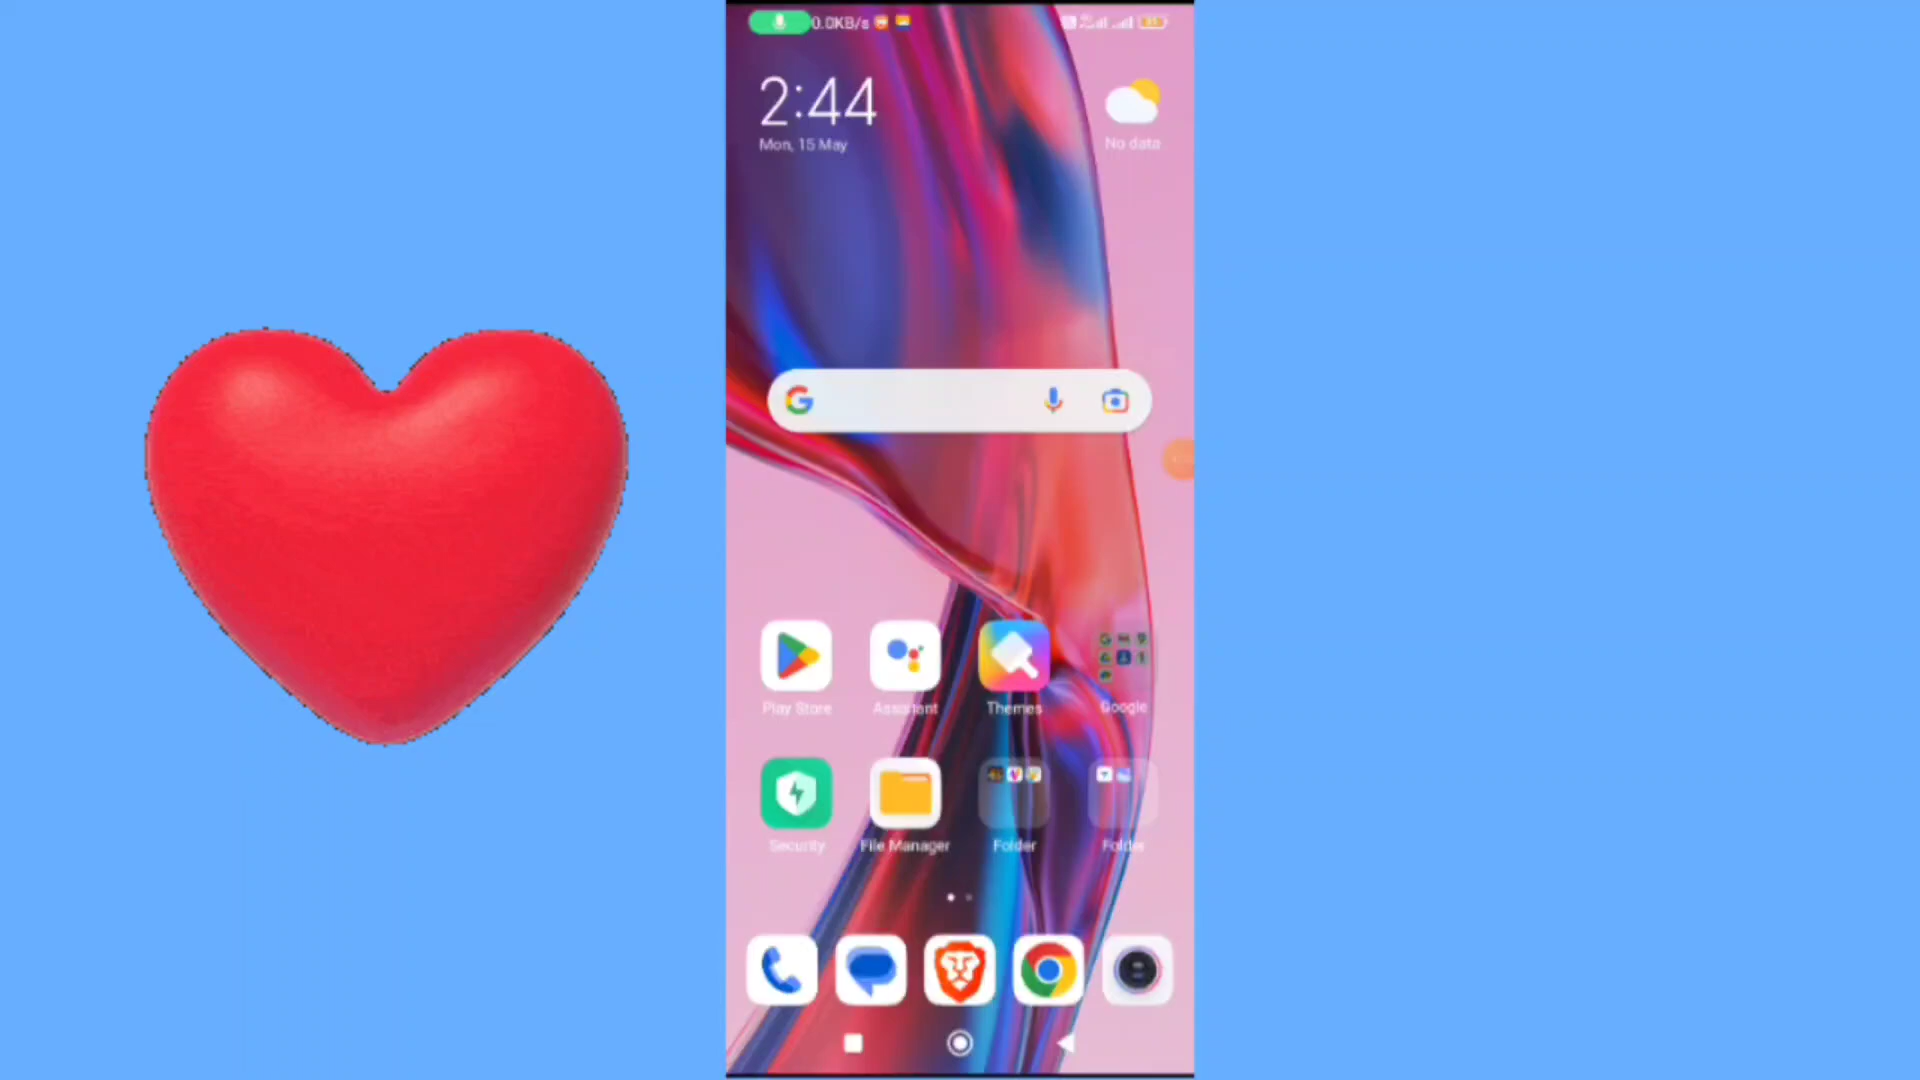 0.0KB/s
2:44
Mon, 15 May
No data
Play Store
Assistant
Themes
Google
Security
File Manager
Folder
Folder